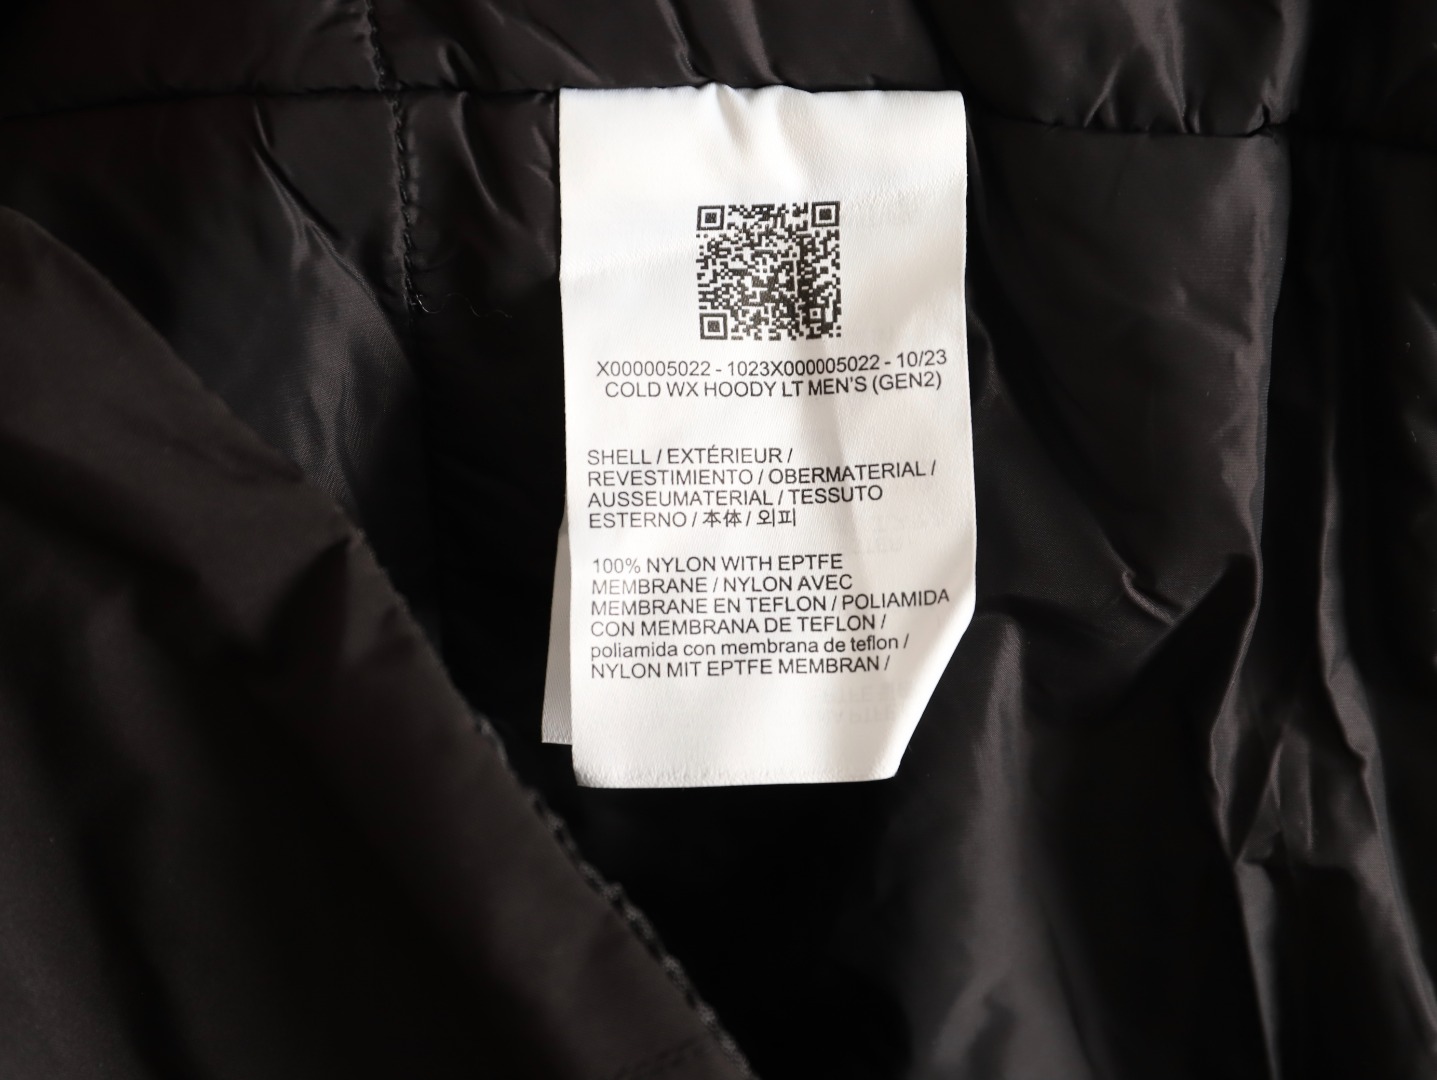 X000005022 - 1023X000005022 - 10/23
COLD WX HOODY LT MEN'S (GEN2)
SHELL / EXTÉRIEUR /
REVESTIMIENTO / OBERMATERIAL /
AUSSEUMATERIAL / TESSUTO
ESTERNO / 本体 / 외피
100% NYLON WITH EPTFE
MEMBRANE / NYLON AVEC
MEMBRANE EN TEFLON / POLIAMIDA
CON MEMBRANA DE TEFLON /
poliamida con membrana de teflon /
NYLON MIT EPTFE MEMBRAN /